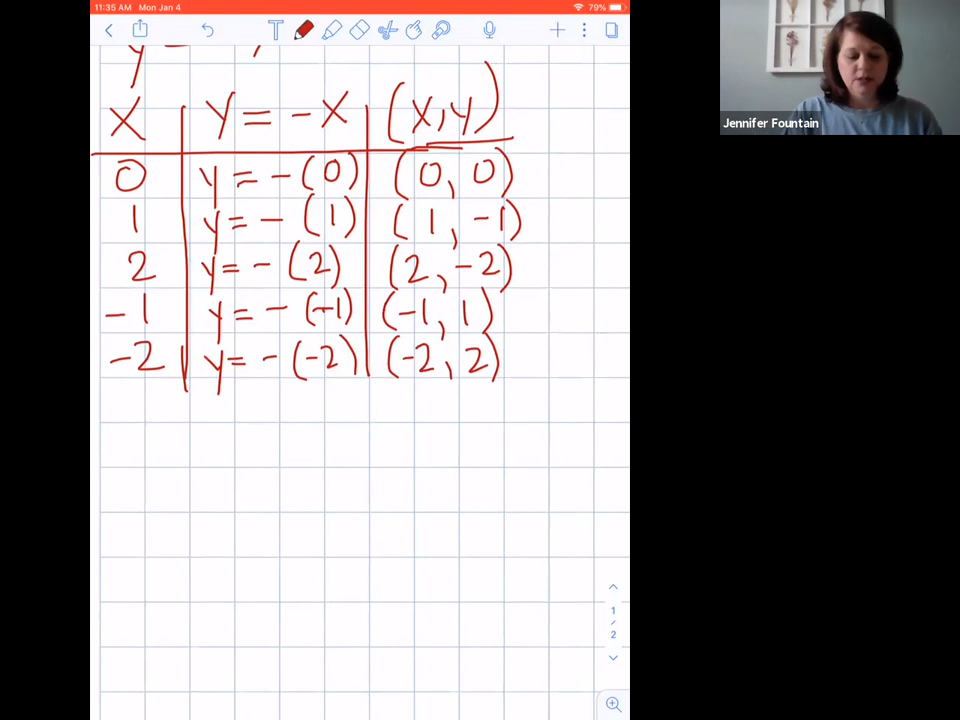 11:35 AM Mon Jan 4
79%
T
y =
X Y = - X (X, Y)
0 y = - (0) (0, 0)
1 y = - (1) (1, -1)
2 y = - (2) (2, -2)
-1 y = - (-1) (-1, 1)
-2 y = - (-2) (-2, 2)
1
/
2
Jennifer Fountain